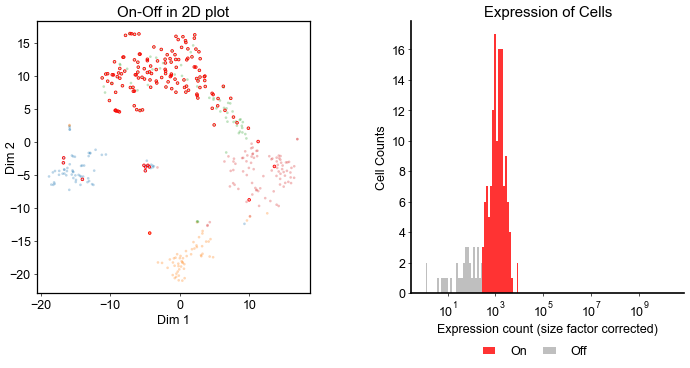 On-Off in 2D plot
15
10
5
0
−5
−10
−15
−20
Dim 2
−20 −10 0 10
Dim 1
Expression of Cells
16
14
12
10
8
6
4
2
0
Cell Counts
10^1 10^3 10^5 10^7 10^9
Expression count (size factor corrected)
On Off